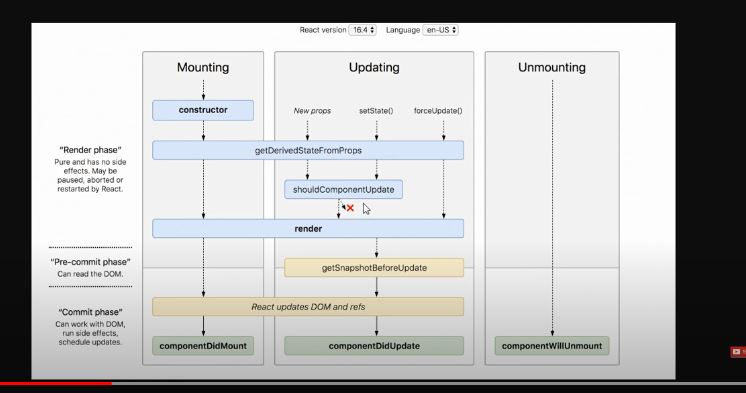 React version 16.4 Language en-US
Mounting
Updating
Unmounting
constructor
New props
setState()
forceUpdate()
"Render phase"
Pure and has no side
effects. May be
paused, aborted or
restarted by React.
getDerivedStateFromProps
shouldComponentUpdate
render
"Pre-commit phase"
Can read the DOM.
getSnapshotBeforeUpdate
"Commit phase"
Can work with DOM,
run side effects,
schedule updates.
React updates DOM and refs
componentDidMount
componentDidUpdate
componentWillUnmount